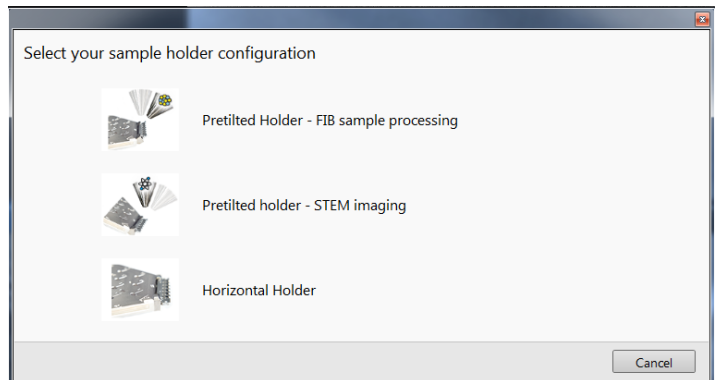 Select your sample holder configuration
Pretilted Holder - FIB sample processing
Pretilted holder - STEM imaging
Horizontal Holder
Cancel